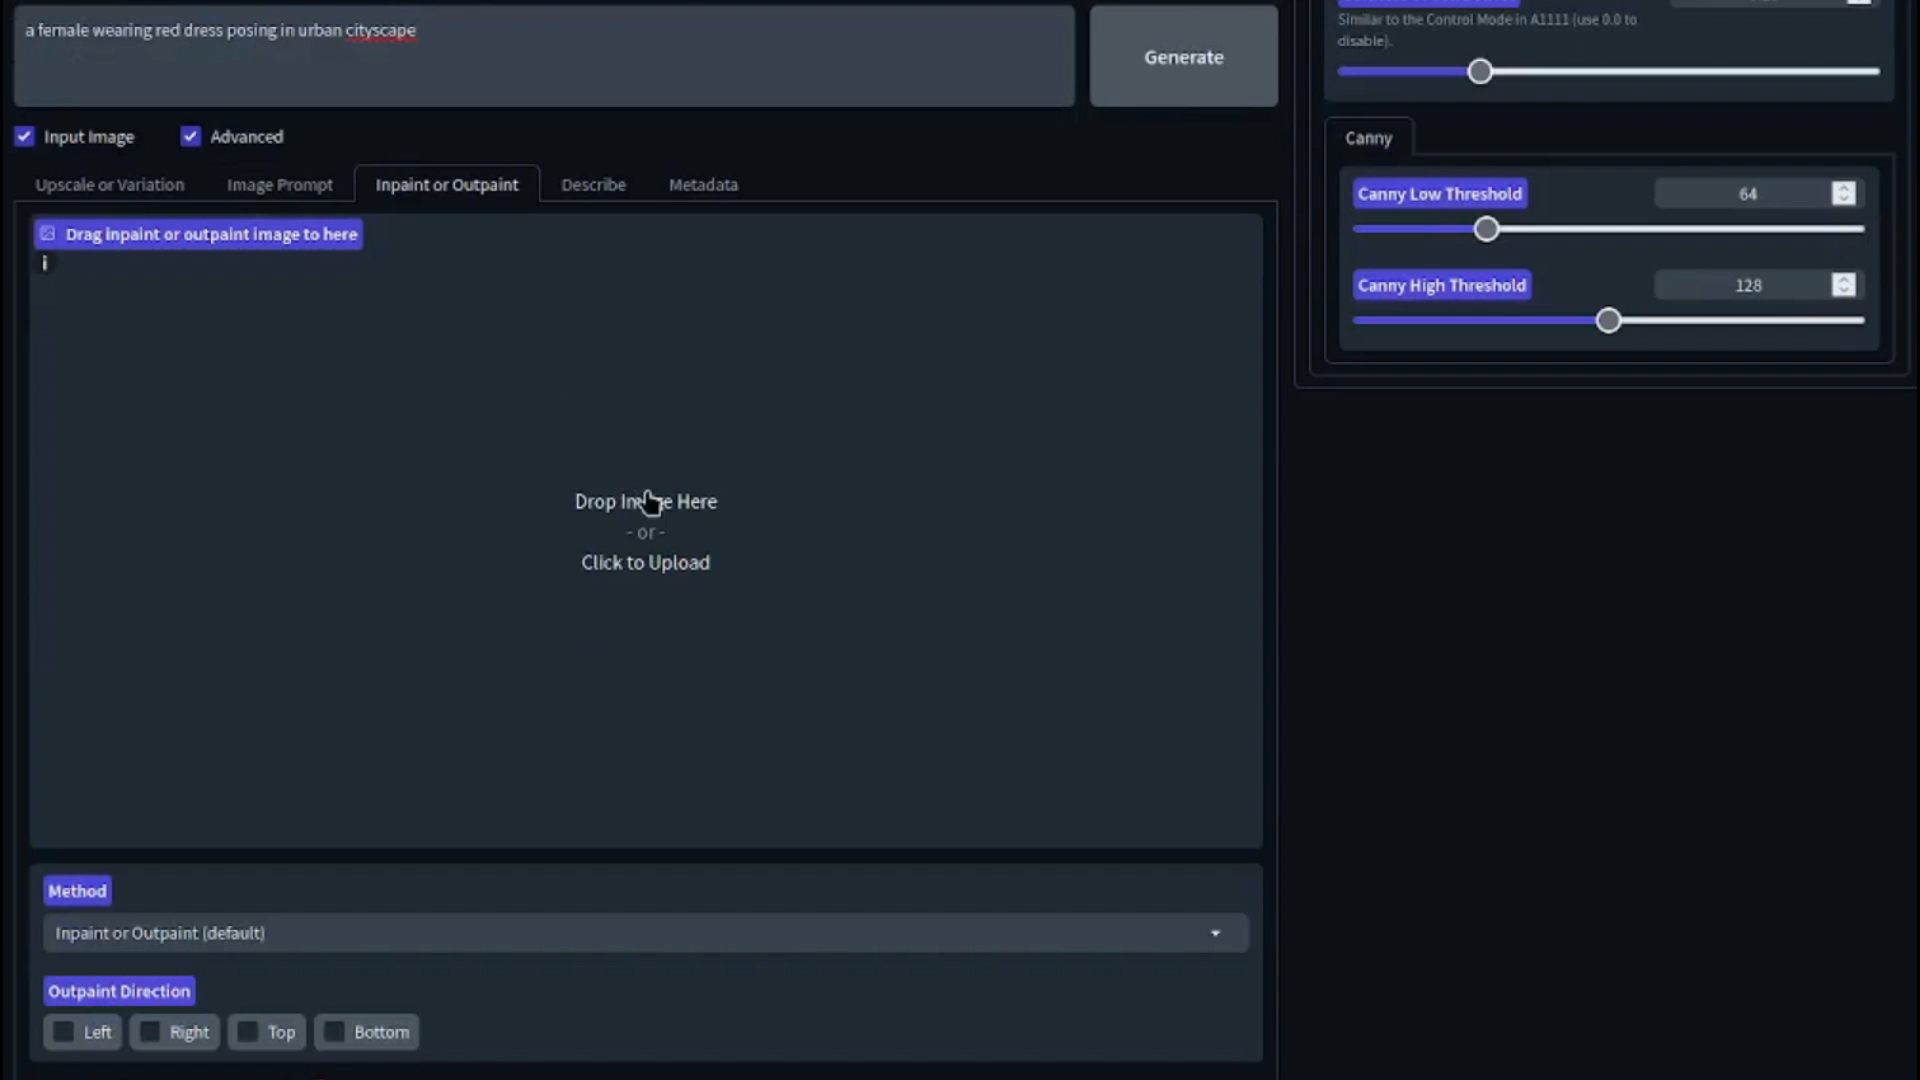 a female wearing red dress posing in urban cityscape
Generate
Input Image
Advanced
Upscale or Variation
Image Prompt
Inpaint or Outpaint
Describe
Metadata
Drag inpaint or outpaint image to here
i
Drop Image Here
- or -
Click to Upload
Method
Inpaint or Outpaint (default)
Outpaint Direction
Left
Right
Top
Bottom
Similar to the Control Mode in A1111 (use 0.0 to
disable).
Canny
Canny Low Threshold
64
Canny High Threshold
128